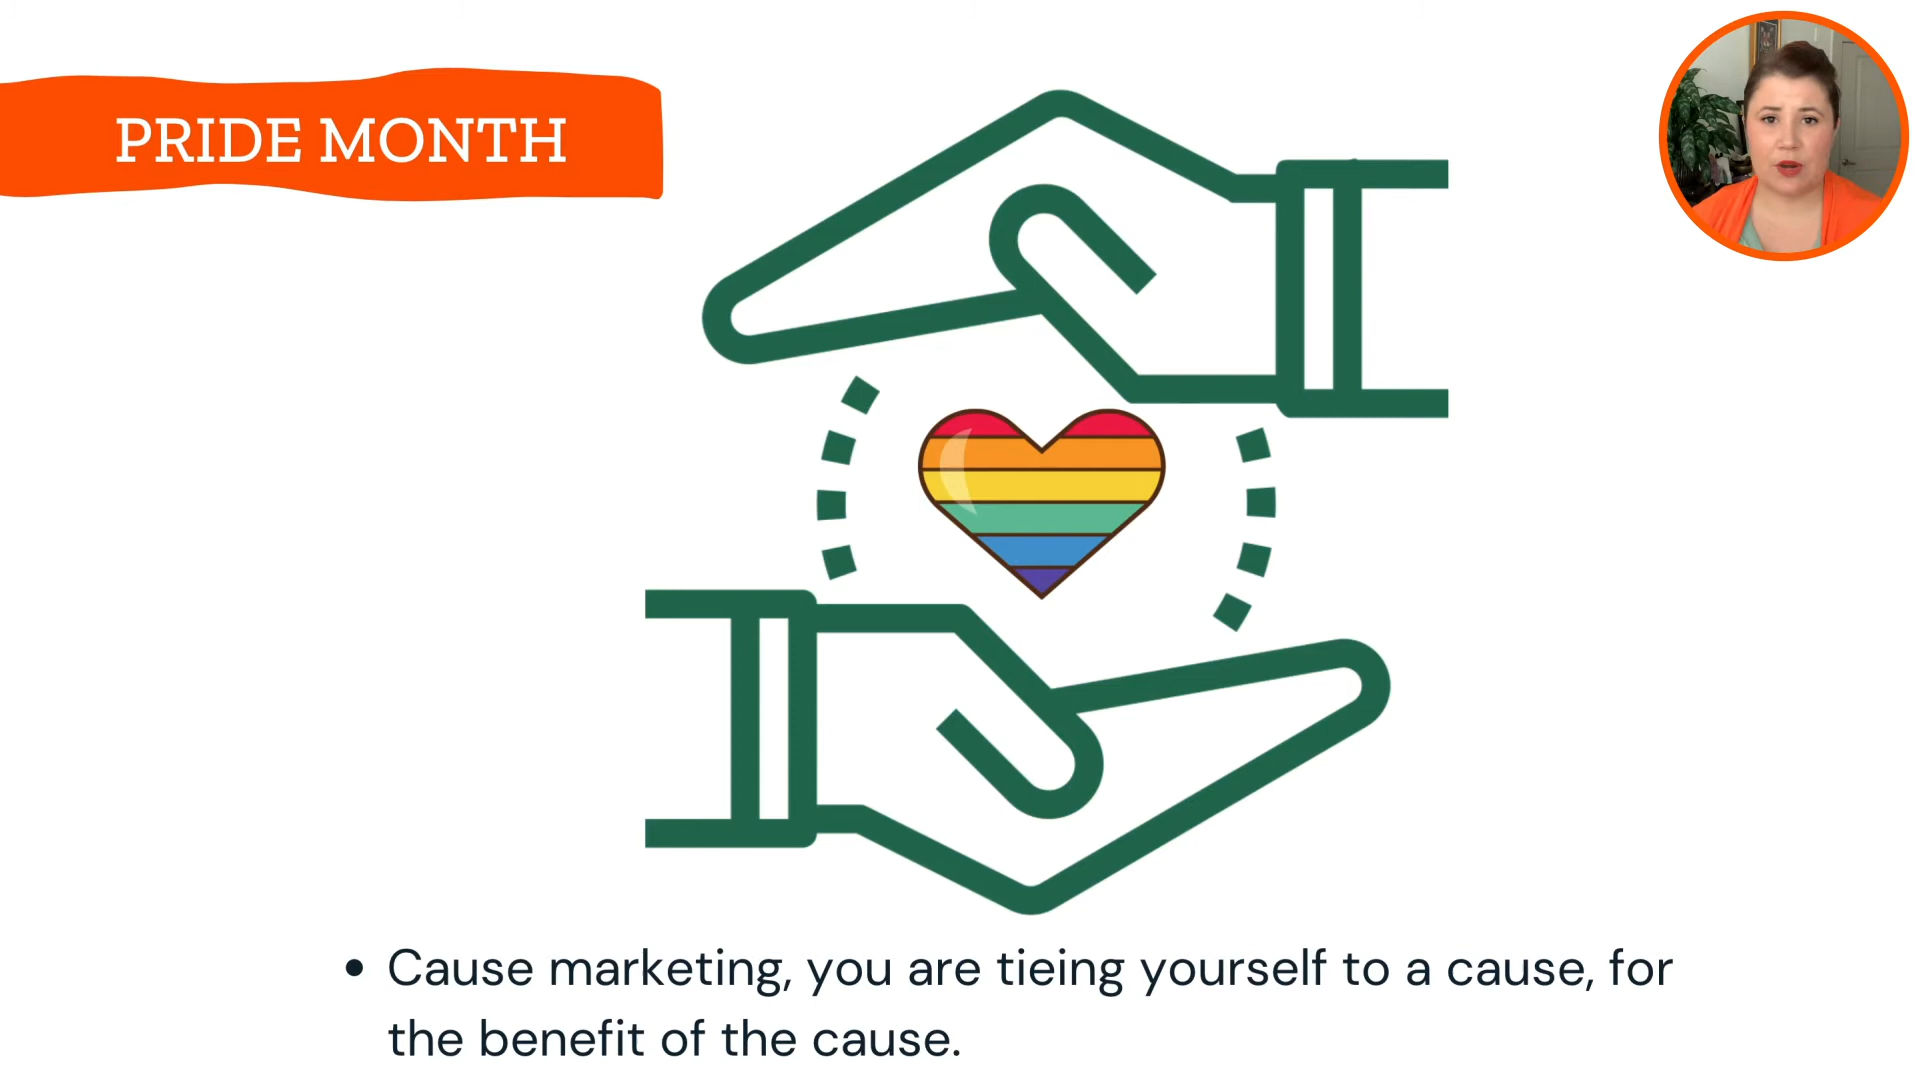 PRIDE MONTH
• Cause marketing, you are tieing yourself to a cause, for
the benefit of the cause.